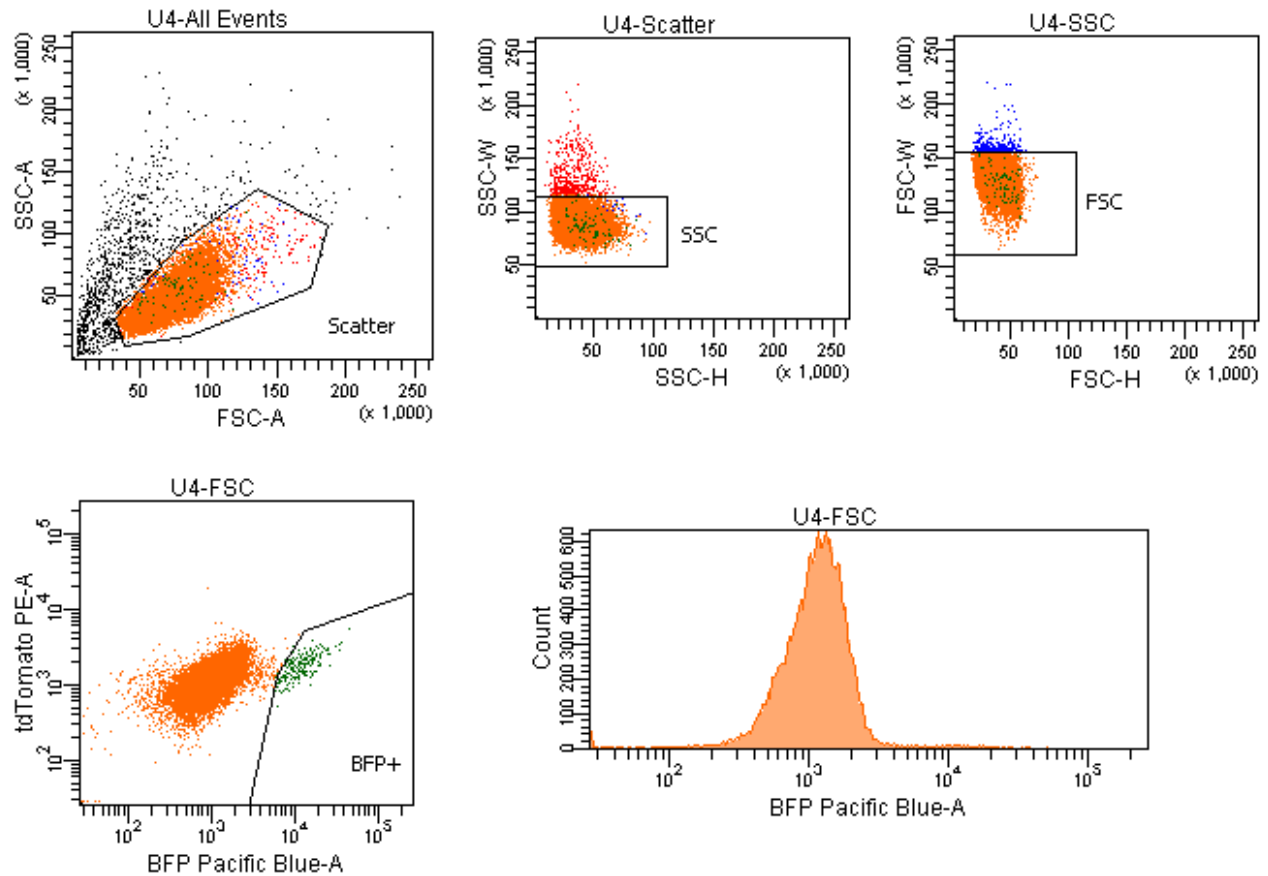 U4-All Events
SSC-A
(x 1,000)
250
200
150
100
50
50
100
150
200
250
FSC-A
(x 1,000)
Scatter
U4-Scatter
SSC-W
(x 1,000)
250
200
150
100
50
50
100
150
200
250
SSC-H
(x 1,000)
SSC
U4-SSC
FSC-W
(x 1,000)
250
200
150
100
50
50
100
150
200
250
FSC-H
(x 1,000)
FSC
U4-FSC
tdTomato PE-A
10^5
10^4
10^3
10^2
10^2
10^3
10^4
10^5
BFP Pacific Blue-A
BFP+
U4-FSC
Count
600
500
400
300
200
100
0
10^2
10^3
10^4
10^5
BFP Pacific Blue-A